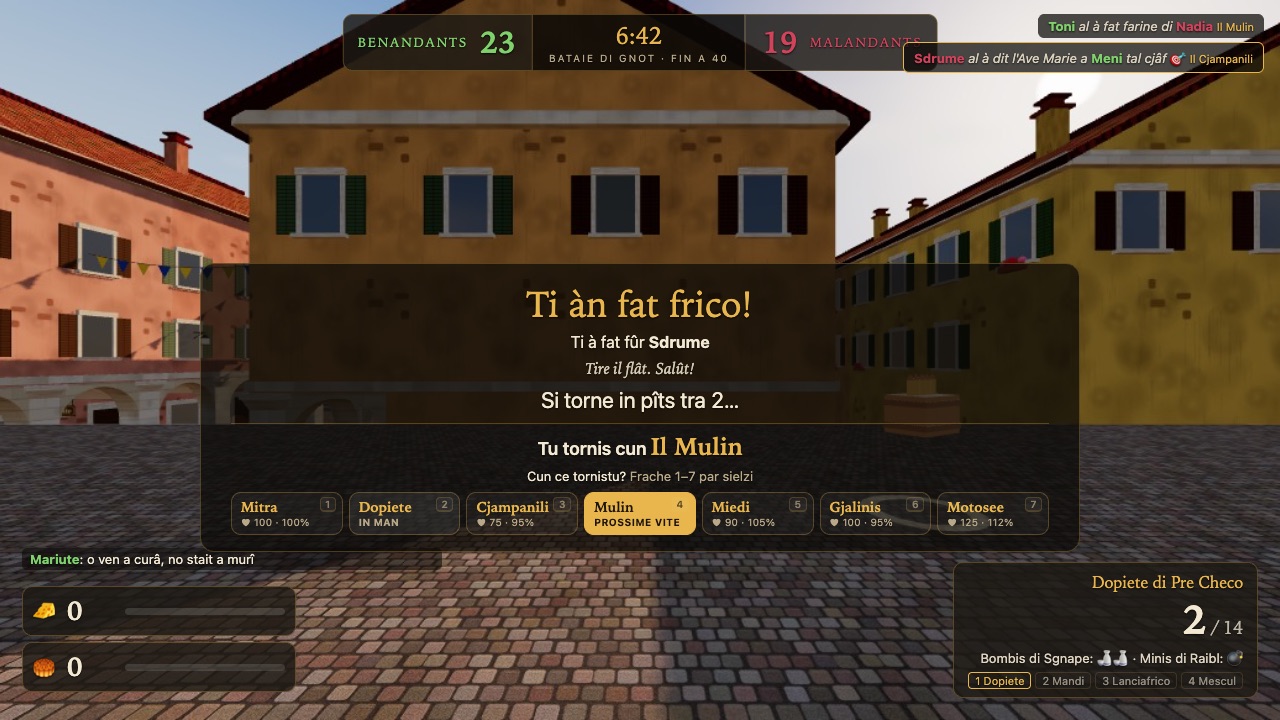 BENANDANTS 23
6:42
BATAIE DI GNOT · FIN A 40
19 MALANDANTS
Toni al à fat farine di Nadia Il Mulin
Sdrume al à dit l'Ave Marie a Meni tal cjâf Il Cjampanili
Ti àn fat frico!
Ti à fat fûr Sdrume
Tire il flât. Salût!
Si torne in pîts tra 2...
Tu tornis cun Il Mulin
Cun ce tornistu? Frache 1–7 par sielzi
Mitra 1
♥ 100 · 100%
Dopiete 2
IN MAN
Cjampanili 3
♥ 75 · 95%
Mulin 4
PROSSIME VITE
Miedi 5
♥ 90 · 105%
Gjalinis 6
♥ 100 · 95%
Motosee 7
♥ 125 · 112%
Mariute: o ven a curâ, no stait a murî
0
0
Dopiete di Pre Checo
2 / 14
Bombis di Sgnape: · Minis di Raibl:
1 Dopiete 2 Mandi 3 Lanciafrico 4 Mescul